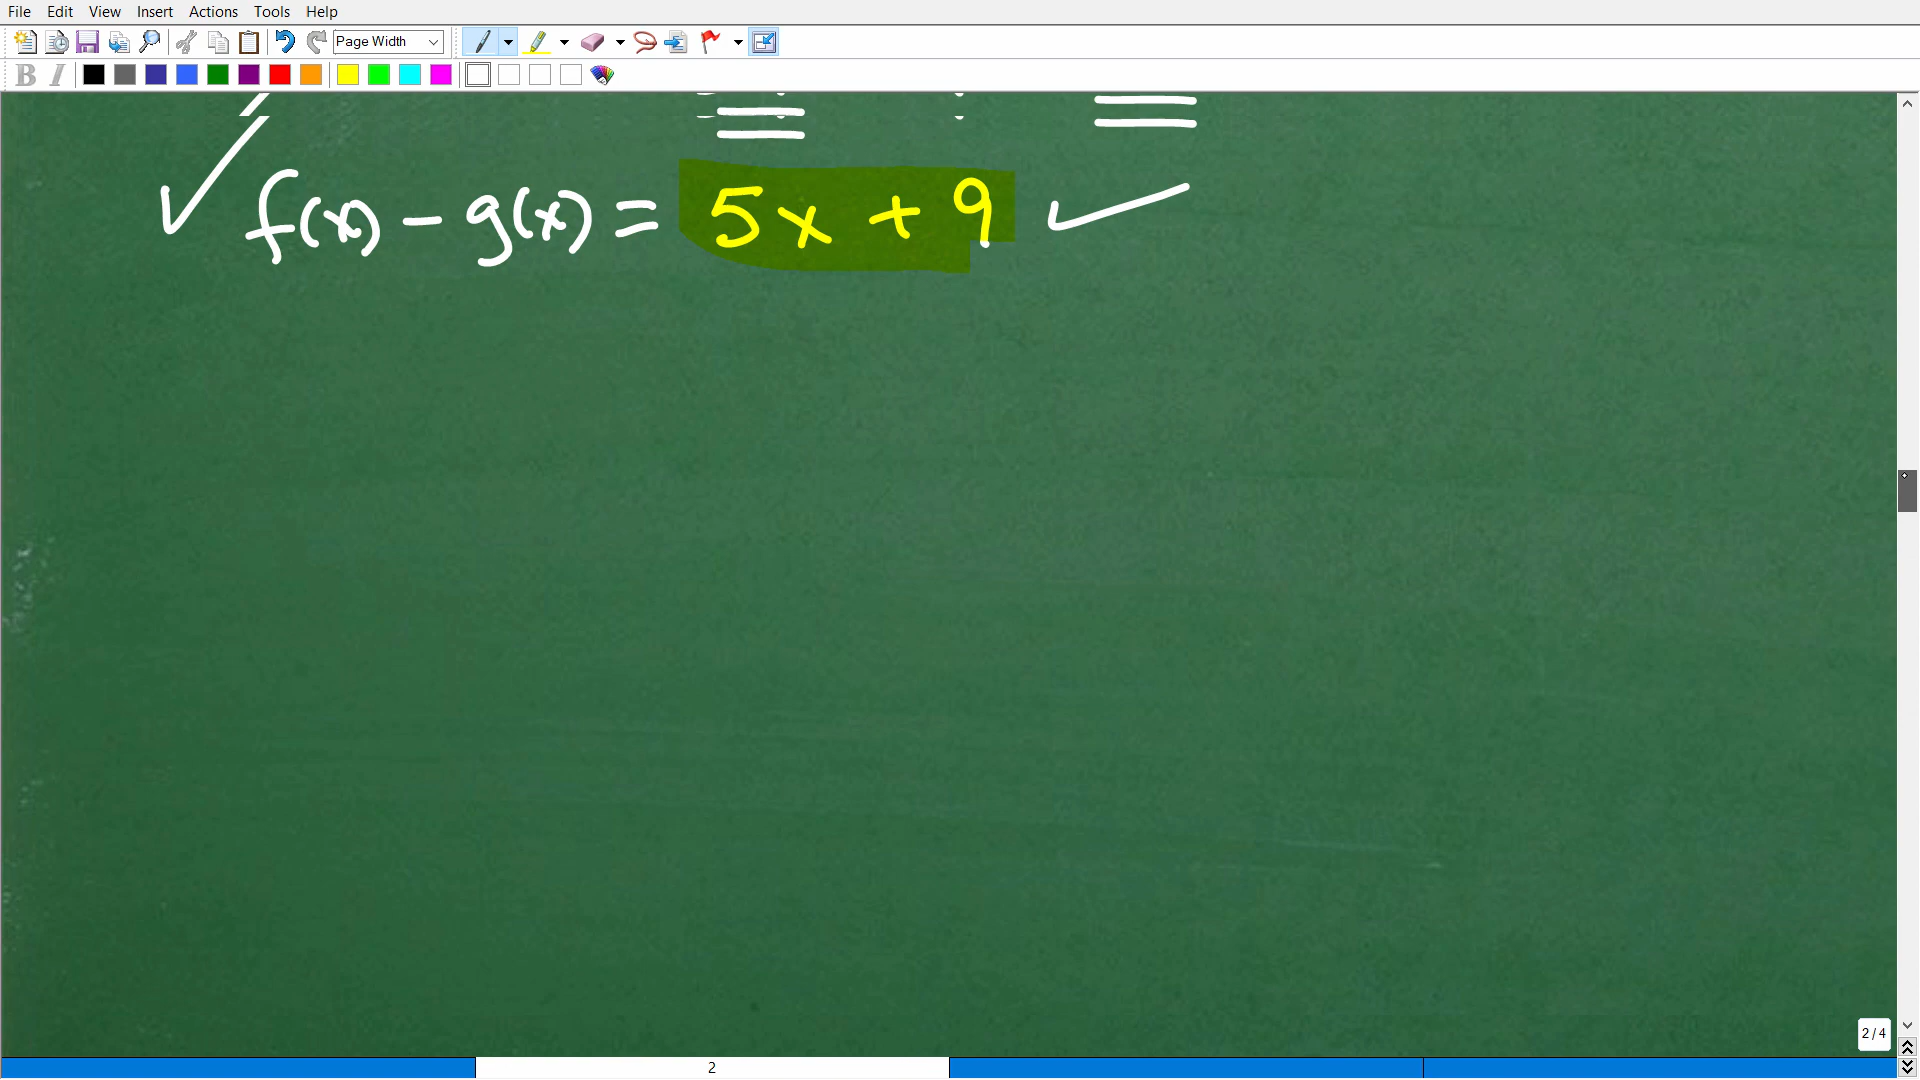 File Edit View Insert Actions Tools Help
Page Width
B I
f(x) - g(x) = 5x + 9
2 / 4
2